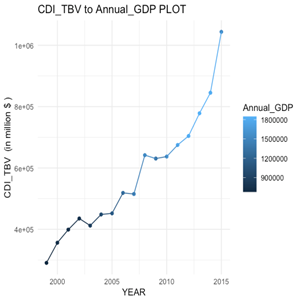 CDI_TBV to Annual_GDP PLOT
1e+06
8e+05
6e+05
4e+05
CDI_TBV (in million $ )
2000
2005
2010
2015
YEAR
Annual_GDP
1800000
1500000
1200000
900000